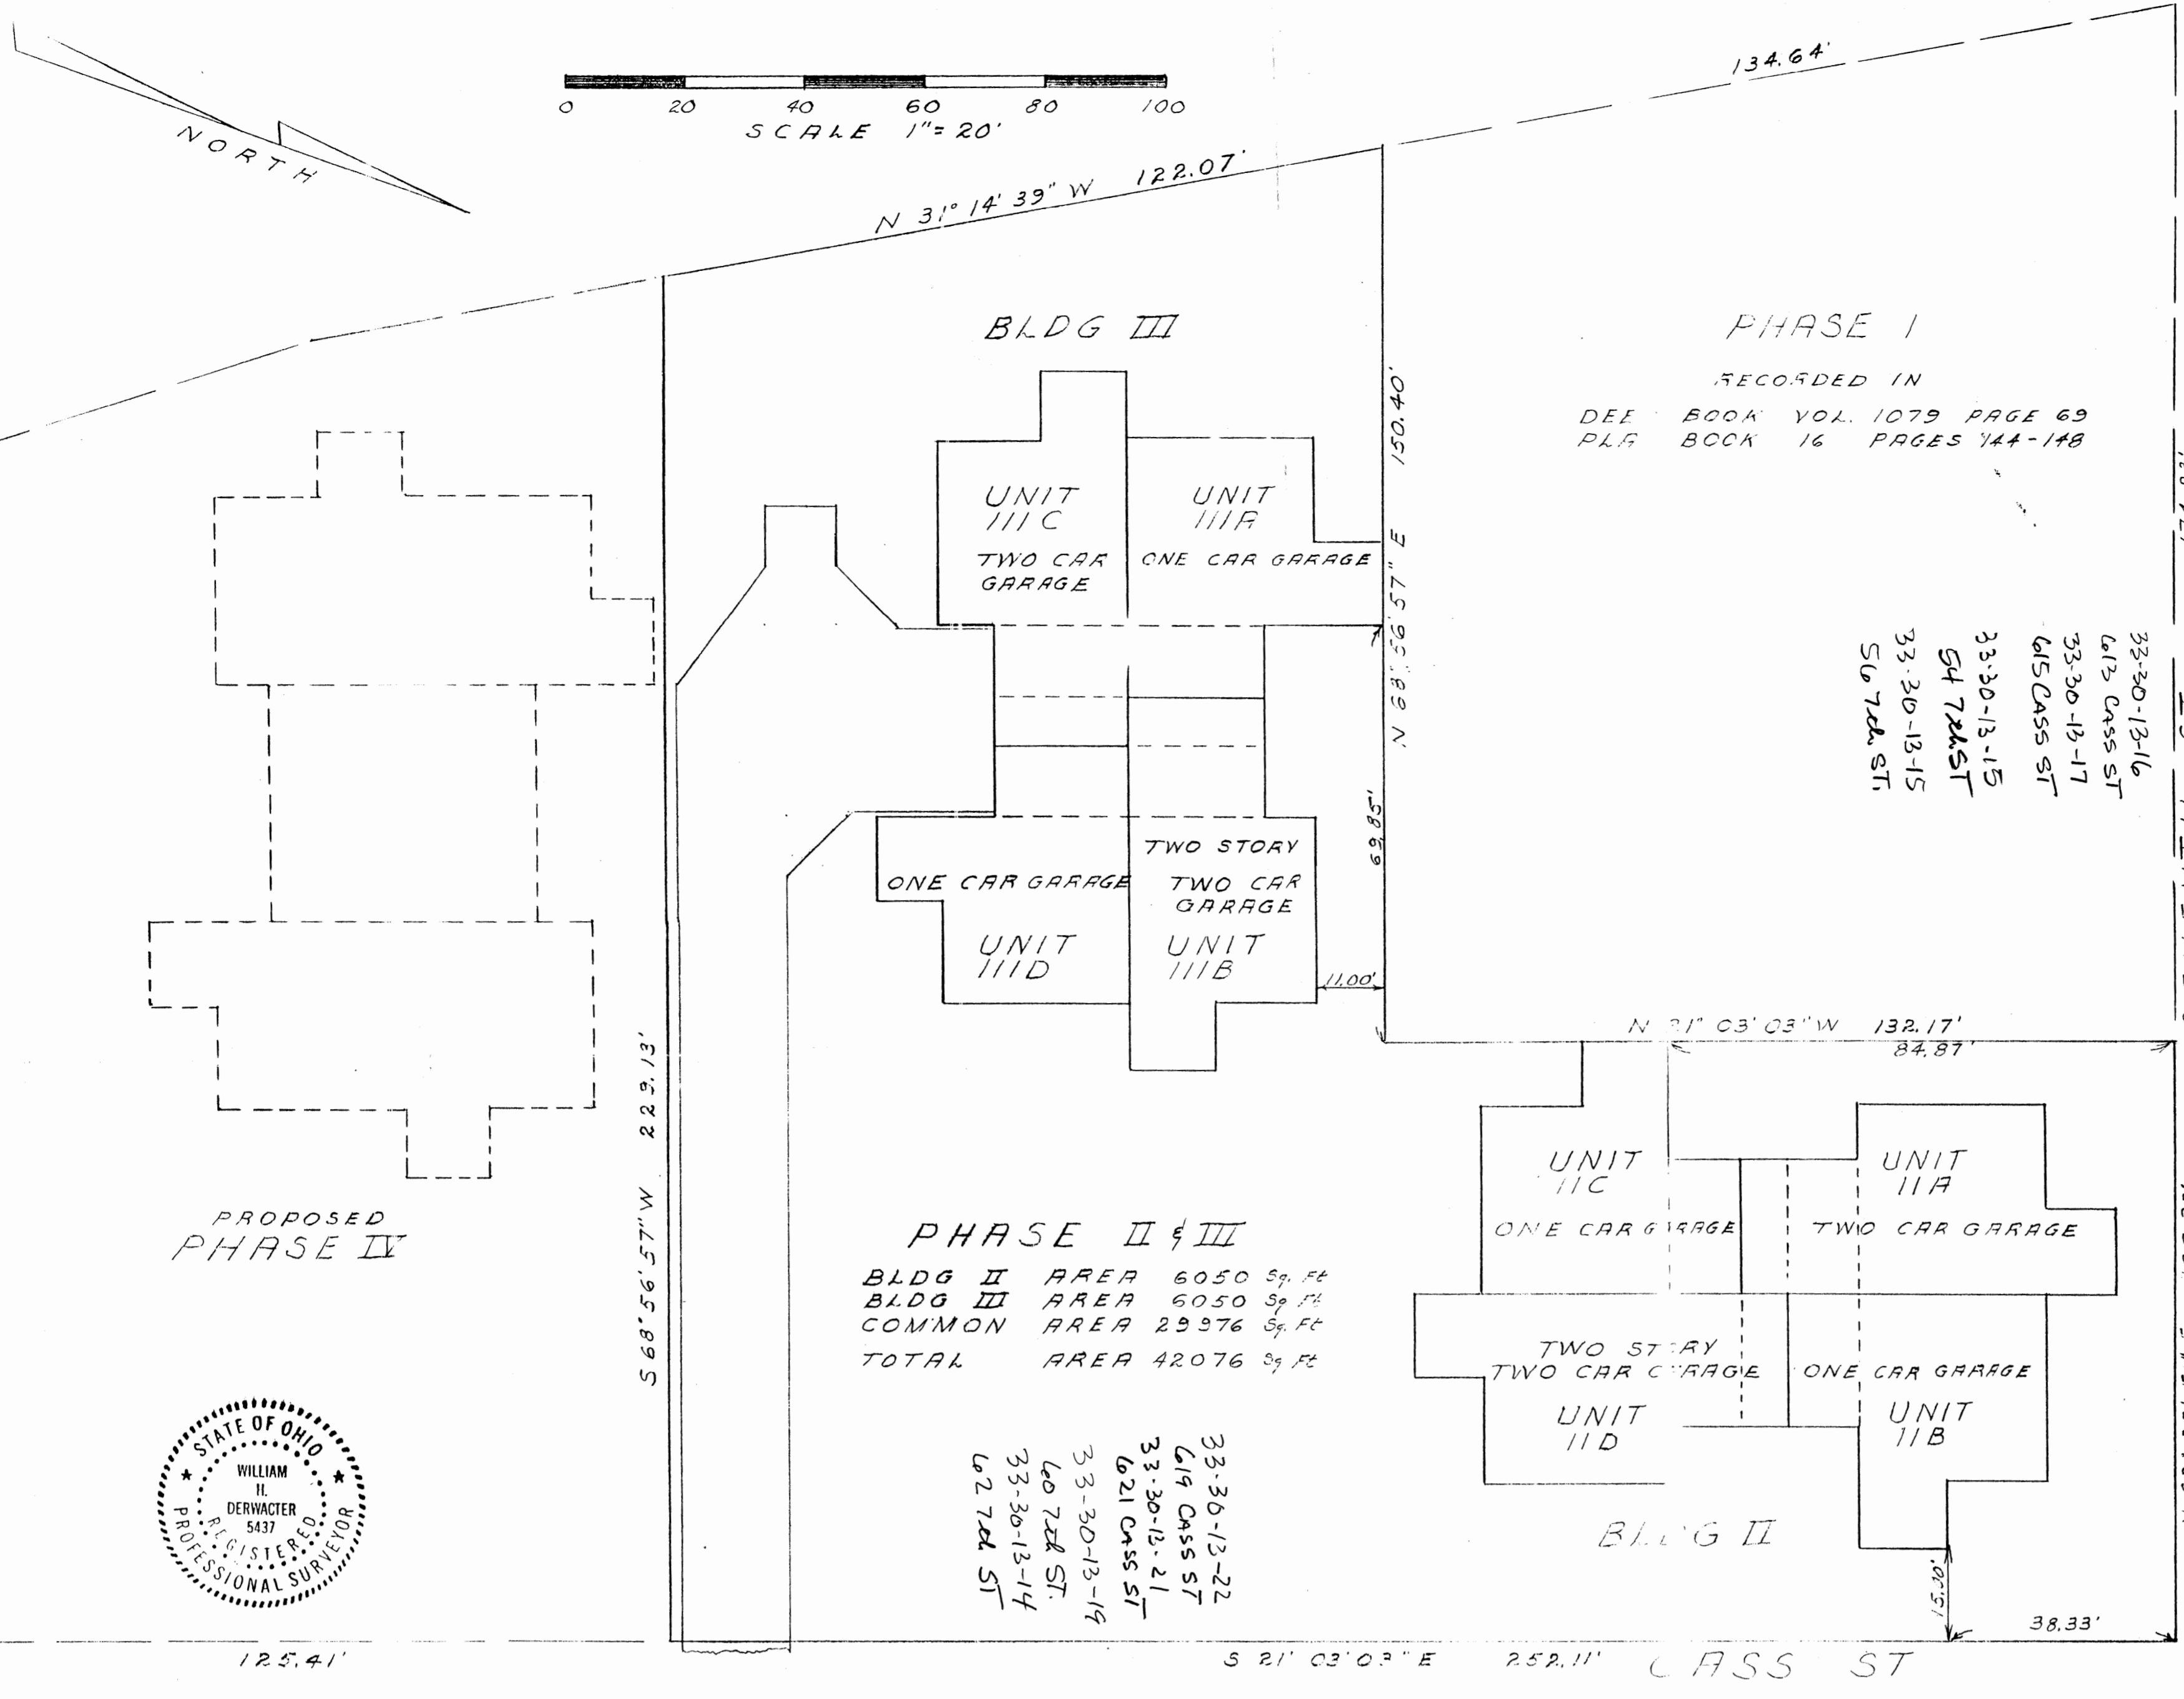 134.64'
0 20 40 60 80 100
SCALE 1"= 20'
NORTH
N 31° 14' 39" W 122.07'
BLDG III
PHASE I
RECORDED IN
BOOK VOL. 1079 PAGE 69
BOOK 16 PAGES 144-148
UNIT
III C
TWO CAR
GARAGE
UNIT
III A
ONE CAR GARAGE
N 68° 56' 57" E 150.40'
69.85'
33-30-13-16
613 CASS ST
33-30-13-17
615 CASS ST
33-30-13-15
54 7th ST
33-30-13-15
56 7th ST.
ONE CAR GARAGE
UNIT
III D
TWO STORY
TWO CAR
GARAGE
UNIT
III B
11.00'
N 21° 03' 03" W 132.17'
84.87'
S 68° 56' 57" W 229.13'
UNIT
II C
ONE CAR GARAGE
UNIT
II A
TWO CAR GARAGE
PROPOSED
PHASE IV
PHASE II & III
BLDG II AREA 6050 Sq. Ft
BLDG III AREA 6050 Sq Ft
COMMON AREA 29976 Sq. Ft
TOTAL AREA 42076 Sq Ft
TWO STORY
TWO CAR GARAGE
UNIT
II D
ONE CAR GARAGE
UNIT
II B
BLDG II
STATE OF OHIO
WILLIAM
H.
DERWACTER
5437
REGISTERED
PROFESSIONAL SURVEYOR
33-30-13-22
619 CASS ST
33-30-13-21
621 CASS ST
33-30-13-19
60 7th ST.
33-30-13-14
62 7th ST
15.00'
38.33'
125.41'
S 21° 03' 03" E 252.11' CASS ST